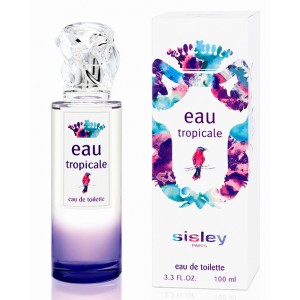 eau
tropicale
eau de toilette
eau
tropicale
sisley
PARIS
eau de toilette
3.3 FL.OZ. 100 ml